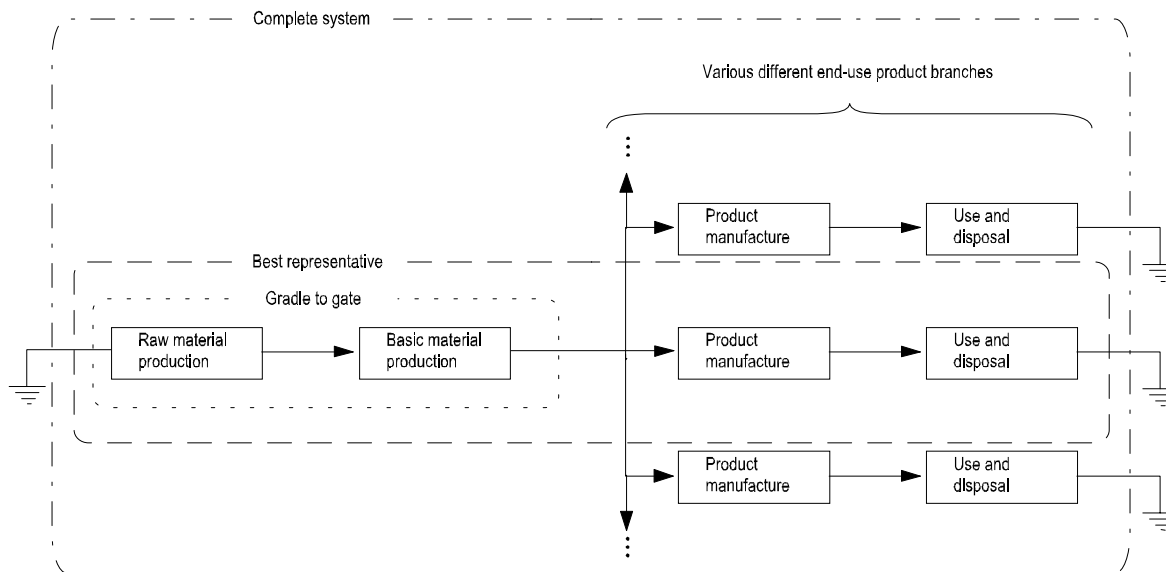 Complete system
Various different end-use product branches
Product
manufacture
Use and
disposal
Best representative
Gradle to gate
Raw material
production
Basic material
production
Product
manufacture
Use and
disposal
Product
manufacture
Use and
disposal